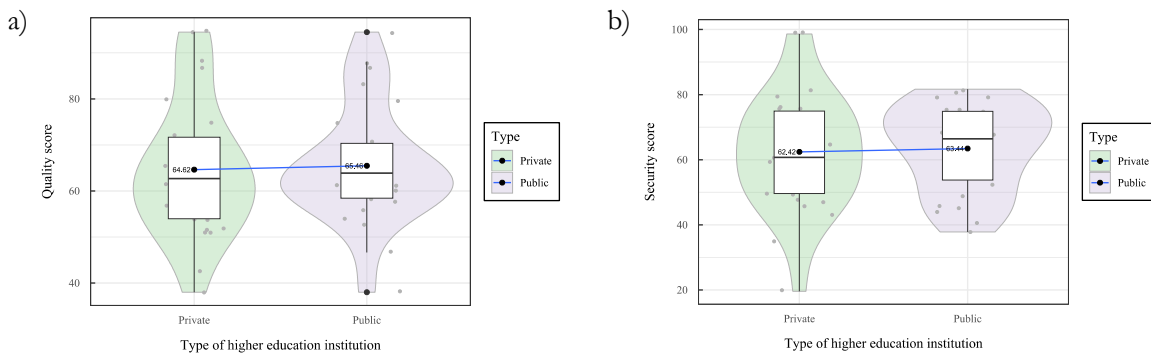 a)
Quality score
80
60
40
64.62
65.46
Private
Public
Type of higher education institution
Type
Private
Public
b)
Security score
100
80
60
40
20
62.42
63.44
Private
Public
Type of higher education institution
Type
Private
Public